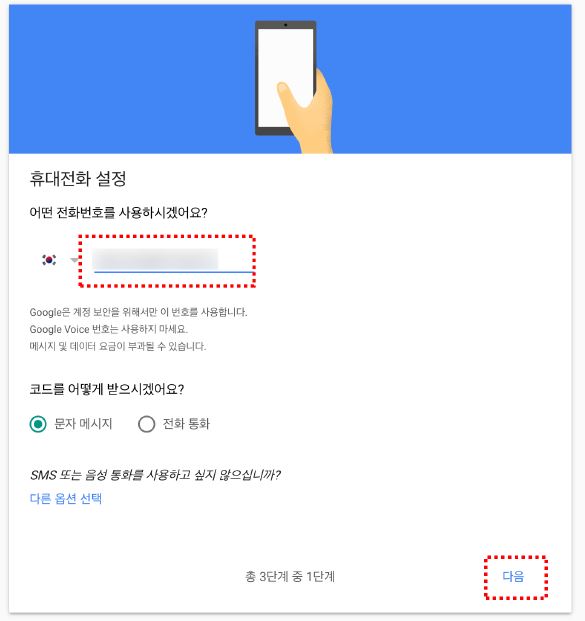 휴대전화 설정
어떤 전화번호를 사용하시겠어요?
Google은 계정 보안을 위해서만 이 번호를 사용합니다.
Google Voice 번호는 사용하지 마세요.
메시지 및 데이터 요금이 부과될 수 있습니다.
코드를 어떻게 받으시겠어요?
문자 메시지 전화 통화
SMS 또는 음성 통화를 사용하고 싶지 않으십니까?
다른 옵션 선택
총 3단계 중 1단계 다음